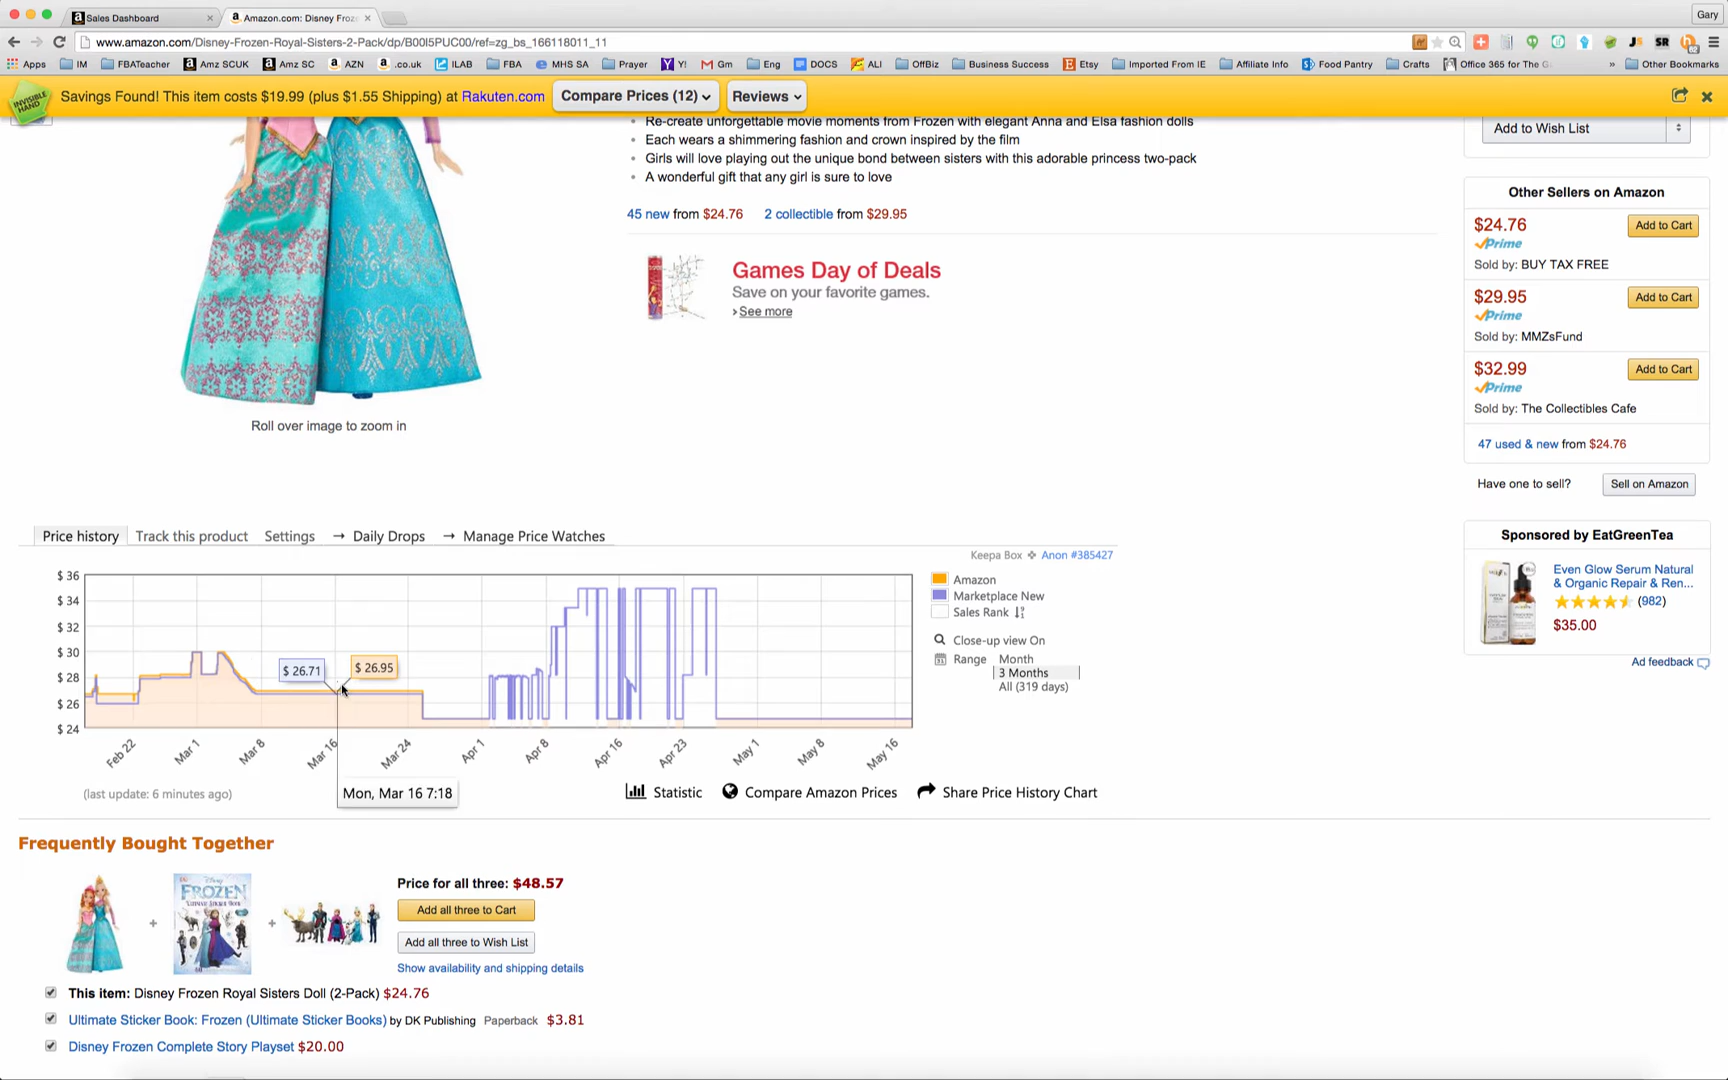 Sales Dashboard
Amazon.com: Disney Froz
Gary
www.amazon.com/Disney-Frozen-Royal-Sisters-2-Pack/dp/B00I5PUC00/ref=zg_bs_166118011_11
Apps IM FBATeacher Amz SCUK Amz SC AZN .co.uk ILAB FBA MHS SA Prayer Y! Gm Eng DOCS ALI OffBiz Business Success Etsy Imported From IE Affiliate Info Food Pantry Crafts Office 365 for The » Other Bookmarks
INVISIBLE HAND
Savings Found! This item costs $19.99 (plus $1.55 Shipping) at Rakuten.com Compare Prices (12) Reviews
Re-create unforgettable movie moments from Frozen with elegant Anna and Elsa fashion dolls
Each wears a shimmering fashion and crown inspired by the film
Girls will love playing out the unique bond between sisters with this adorable princess two-pack
A wonderful gift that any girl is sure to love
45 new from $24.76 2 collectible from $29.95
Games Day of Deals
Save on your favorite games.
›See more
Roll over image to zoom in
Add to Wish List
Other Sellers on Amazon
$24.76 Add to Cart
Prime
Sold by: BUY TAX FREE
$29.95 Add to Cart
Prime
Sold by: MMZsFund
$32.99 Add to Cart
Prime
Sold by: The Collectibles Cafe
47 used & new from $24.76
Have one to sell? Sell on Amazon
Sponsored by EatGreenTea
Even Glow Serum Natural
& Organic Repair & Ren...
(982)
$35.00
Ad feedback
Price history Track this product Settings → Daily Drops → Manage Price Watches
Keepa Box Anon #385427
$ 36
$ 34
$ 32
$ 30
$ 28
$ 26
$ 24
$ 26.71
$ 26.95
Feb 22 Mar 1 Mar 8 Mar 16 Mar 24 Apr 1 Apr 8 Apr 16 Apr 23 May 1 May 8 May 16
Mon, Mar 16 7:18
Amazon
Marketplace New
Sales Rank
Close-up view On
Range Month
3 Months
All (319 days)
(last update: 6 minutes ago)
Statistic Compare Amazon Prices Share Price History Chart
Frequently Bought Together
FROZEN
Price for all three: $48.57
Add all three to Cart
Add all three to Wish List
Show availability and shipping details
This item: Disney Frozen Royal Sisters Doll (2-Pack) $24.76
Ultimate Sticker Book: Frozen (Ultimate Sticker Books) by DK Publishing Paperback $3.81
Disney Frozen Complete Story Playset $20.00